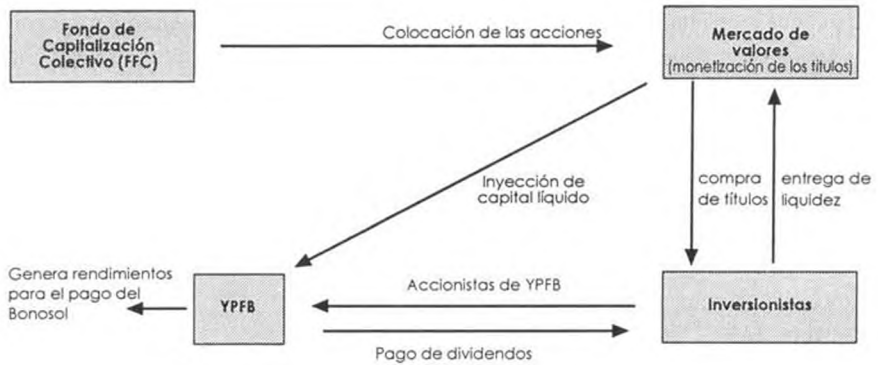 Fondo de
Capitalización
Colectivo (FFC)
Colocación de las acciones
Mercado de
valores
(monetización de los títulos)
Inyección de
capital líquido
compra
de títulos
entrega de
liquidez
Genera rendimientos
para el pago del
Bonosol
YPFB
Accionistas de YPFB
Inversionistas
Pago de dividendos